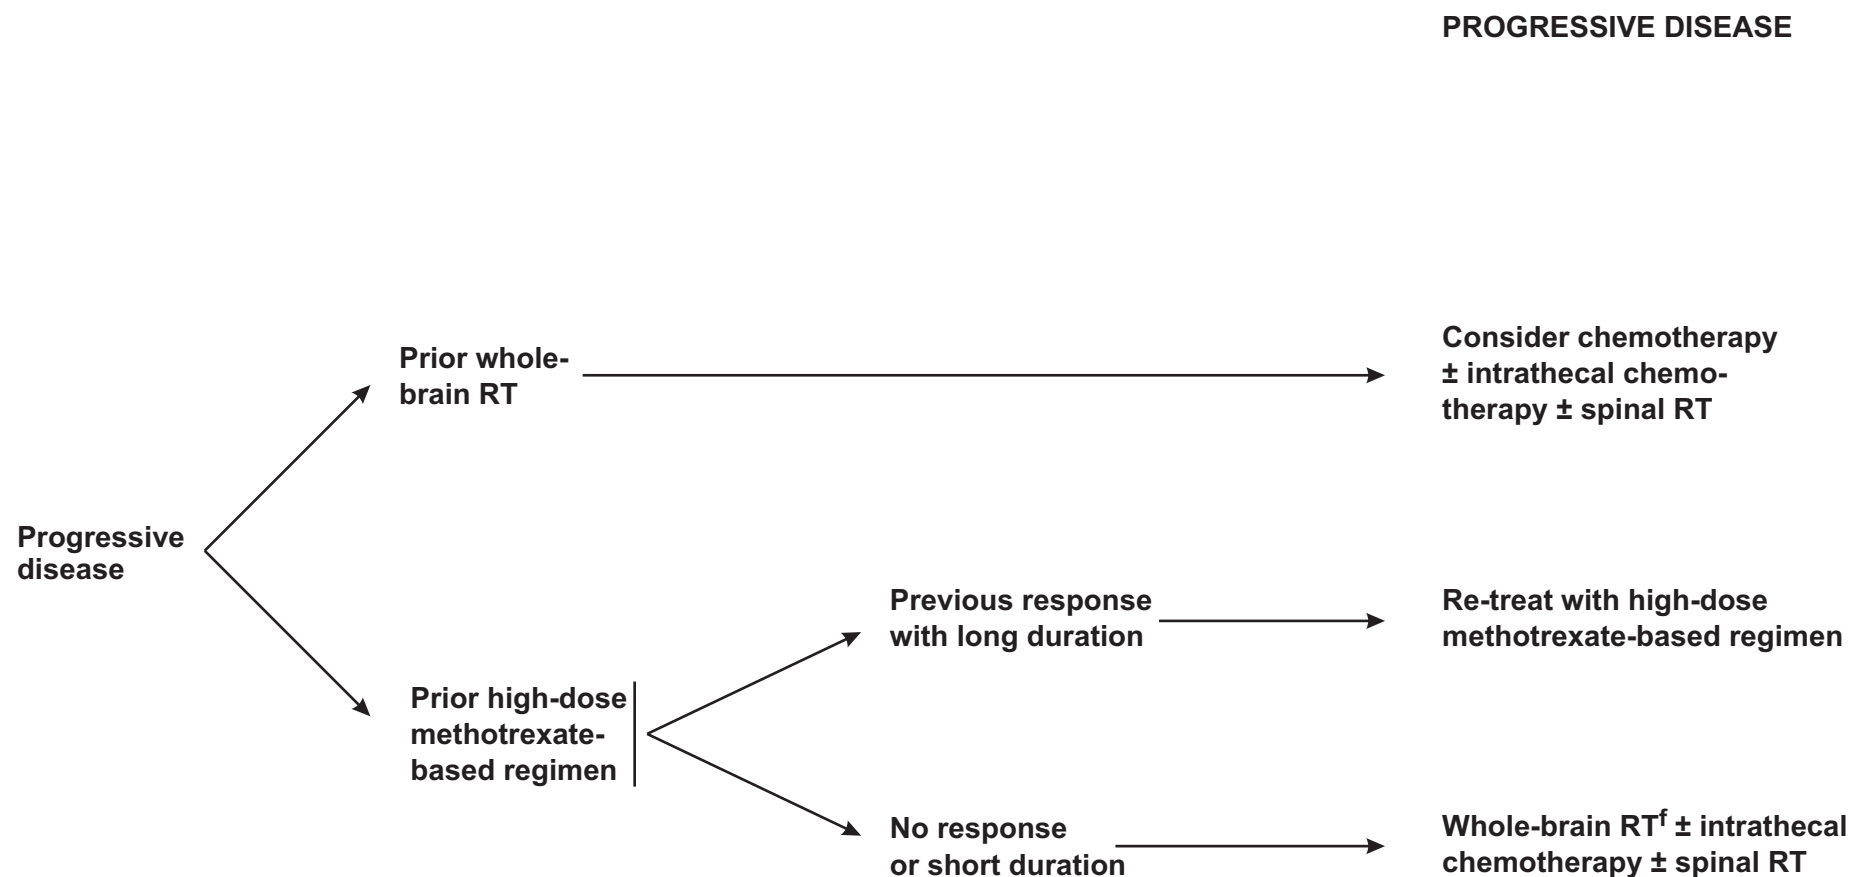 PROGRESSIVE DISEASE
Prior whole-
brain RT
Consider chemotherapy
± intrathecal chemo-
therapy ± spinal RT
Progressive
disease
Previous response
with long duration
Re-treat with high-dose
methotrexate-based regimen
Prior high-dose
methotrexate-
based regimen
No response
or short duration
Whole-brain RTf ± intrathecal
chemotherapy ± spinal RT